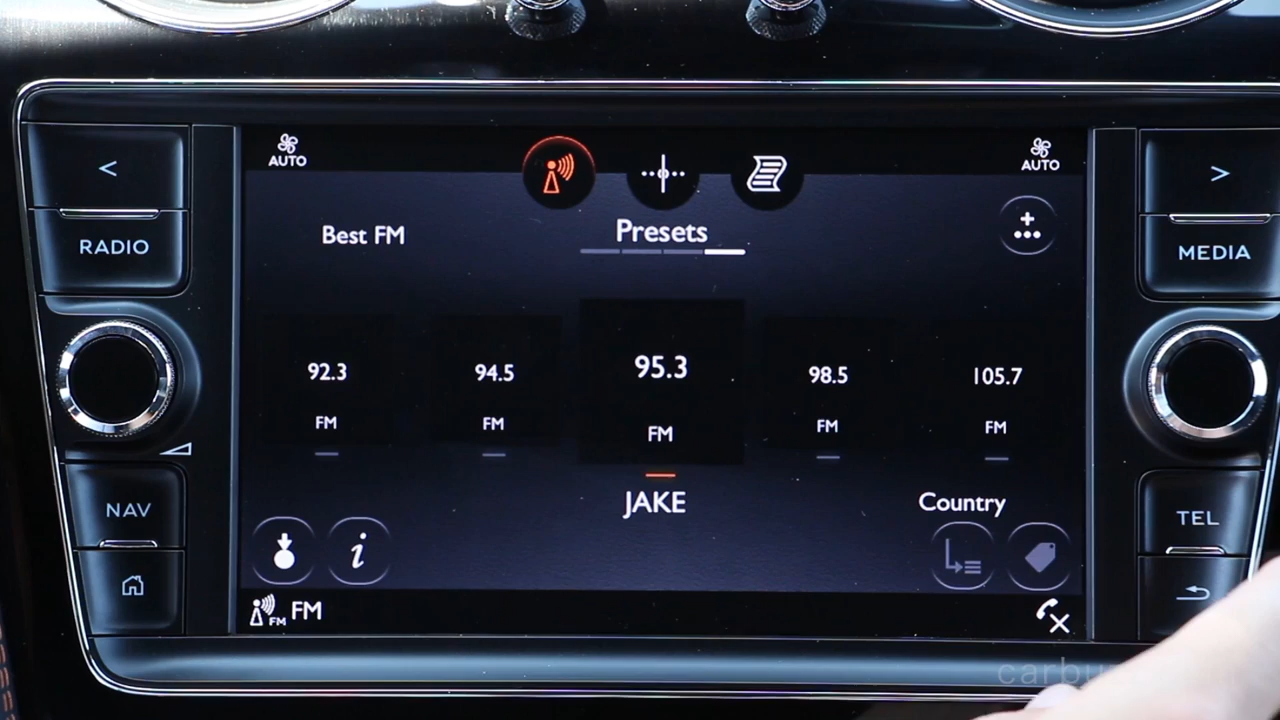 <
AUTO
AUTO
>
RADIO
Best FM
Presets
MEDIA
92.3
94.5
95.3
98.5
105.7
FM
FM
FM
FM
FM
NAV
JAKE
Country
TEL
i
FM
FM